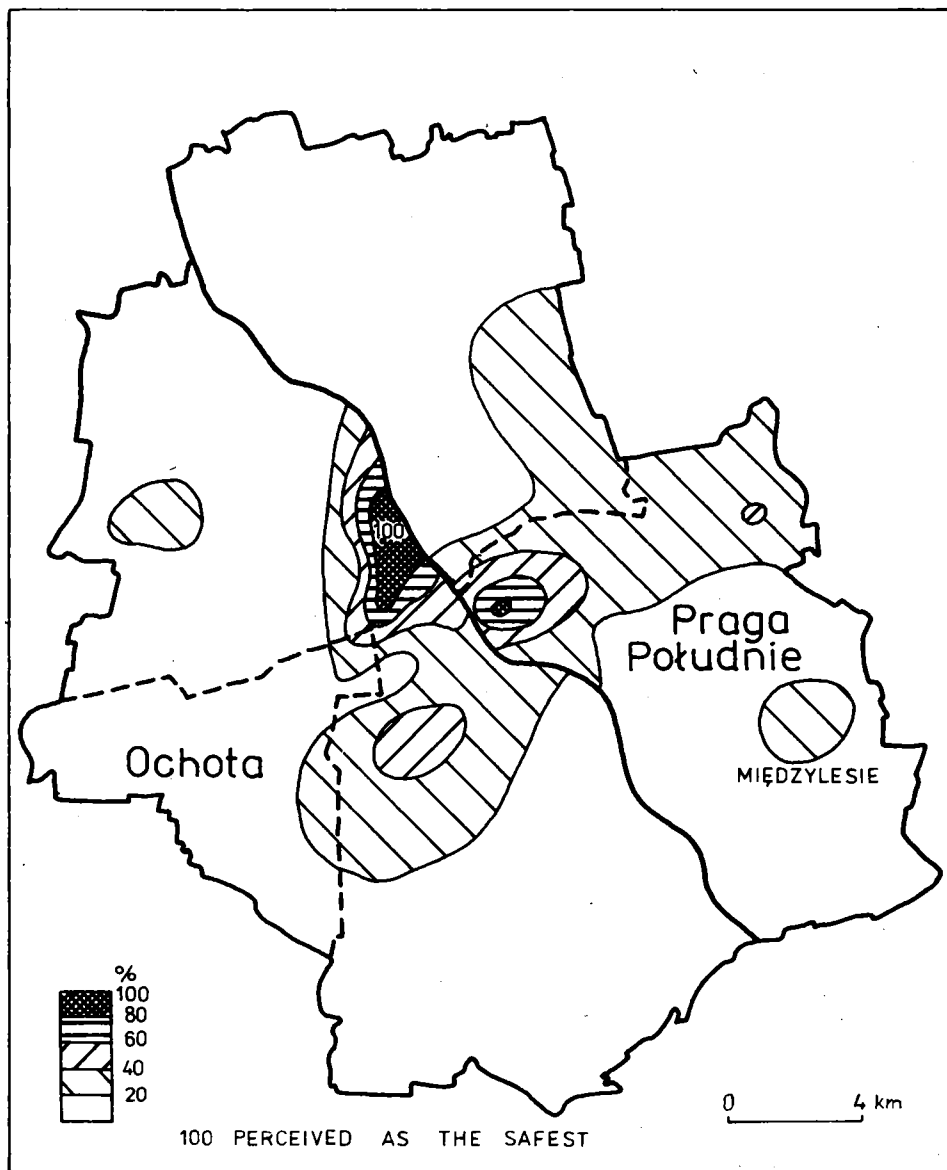 100
Praga
Południe
Ochota
MIĘDZYLESIE
%
100
80
60
40
20
0 4 km
100 PERCEIVED AS THE SAFEST